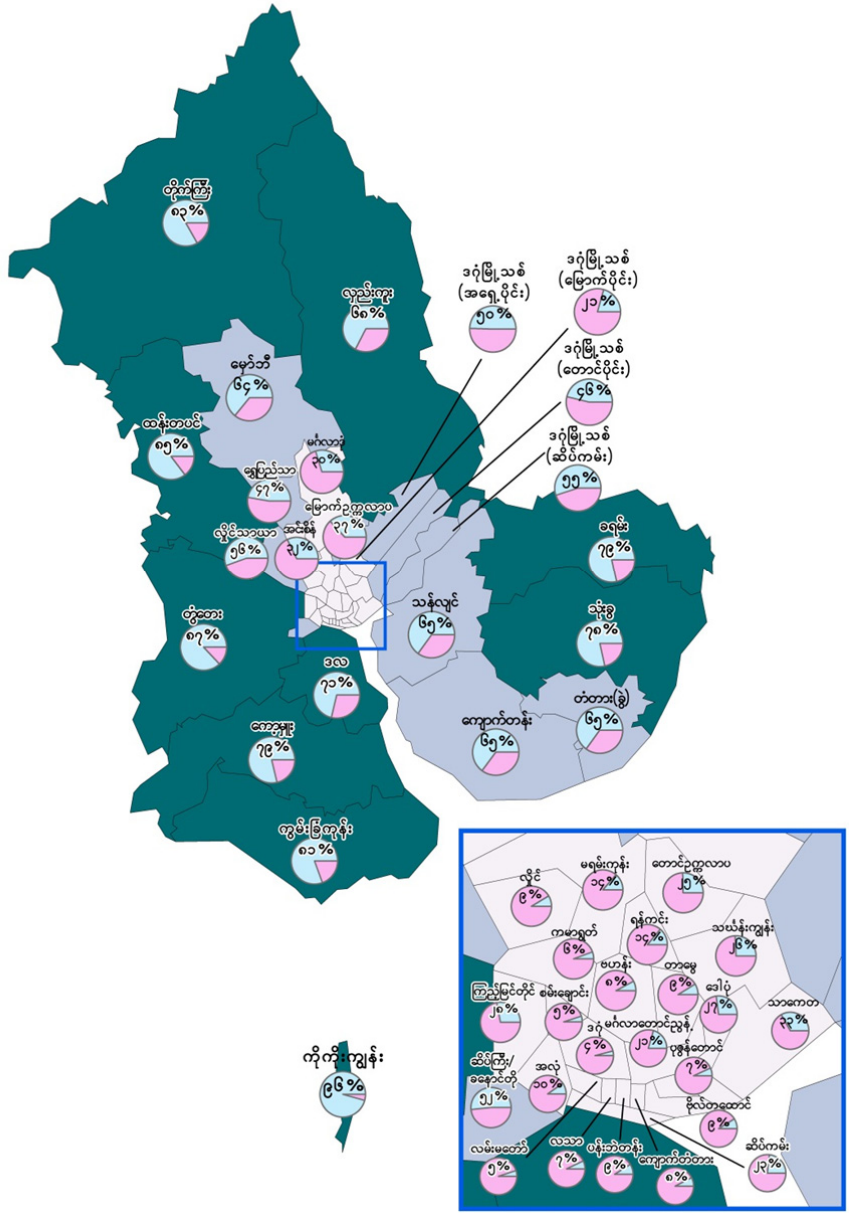 တိုက်ကြီး
၈၃%
လှည်းကူး
၆၈%
ဒဂုံမြို့သစ်
(အရှေ့ပိုင်း)
၅၀%
ဒဂုံမြို့သစ်
(မြောက်ပိုင်း)
၂၁%
ဒဂုံမြို့သစ်
(တောင်ပိုင်း)
၄၆%
ဒဂုံမြို့သစ်
(ဆိပ်ကမ်း)
၅၅%
မှော်ဘီ
၆၄%
ထန်းတပင်
၈၅%
မင်္ဂလာဒုံ
၃၀%
ရွှေပြည်သာ
၄၇%
မြောက်ဥက္ကလာပ
၃၇%
လှိုင်သာယာ
၅၆%
အင်းစိန်
၃၂%
ခရမ်း
၇၉%
တွံတေး
၈၇%
သန်လျင်
၆၅%
သုံးခွ
၇၈%
ဒလ
၇၁%
တံတား(ခွဲ)
၆၅%
ကော့မှူး
၇၉%
ကျောက်တန်း
၆၅%
ကွမ်းခြံကုန်း
၈၁%
ကိုကိုးကျွန်း
၉၆%
လှိုင်
၉%
မရမ်းကုန်း
၁၄%
တောင်ဥက္ကလာပ
၂၅%
ကမာရွတ်
၆%
ရန်ကင်း
၁၄%
သင်္ဃန်းကျွန်း
၂၆%
ဗဟန်း
၈%
တာမွေ
၉%
ဒေါပုံ
၂၇%
သာကေတ
၃၃%
ကြည့်မြင်တိုင်
၂၈%
စမ်းချောင်း
၅%
ဒဂုံ
၄%
မင်္ဂလာတောင်ညွန့်
၂၁%
ပုဇွန်တောင်
၇%
ဆိပ်ကြီး/
ခနောင်တို
၅၂%
အလုံ
၁၀%
ဗိုလ်တထောင်
၉%
လမ်းမတော်
၅%
လသာ
၇%
ပန်းဘဲတန်း
၉%
ကျောက်တံတား
၈%
ဆိပ်ကမ်း
၂၃%